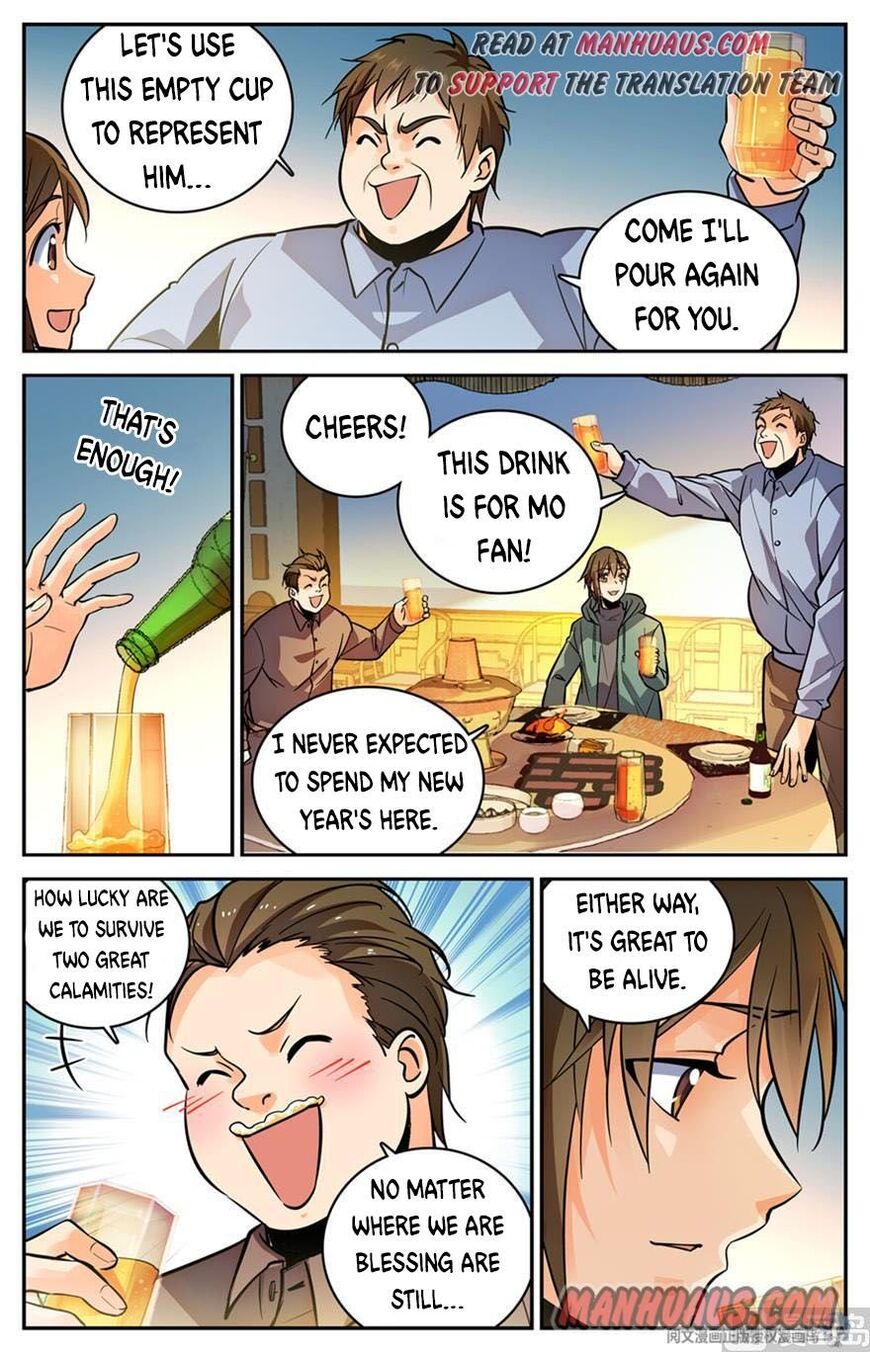 LET'S USE
THIS EMPTY CUP
TO REPRESENT
HIM...
READ AT MANHUAUS.COM
TO SUPPORT THE TRANSLATION TEAM
COME I'LL
POUR AGAIN
FOR YOU.
THAT'S
ENOUGH!
CHEERS!
THIS DRINK
IS FOR MO
FAN!
I NEVER EXPECTED
TO SPEND MY NEW
YEAR'S HERE.
HOW LUCKY ARE
WE TO SURVIVE
TWO GREAT
CALAMITIES!
NO MATTER
WHERE WE ARE
BLESSING ARE
STILL...
EITHER WAY,
IT'S GREAT TO
BE ALIVE.
MANHUAUS.COM